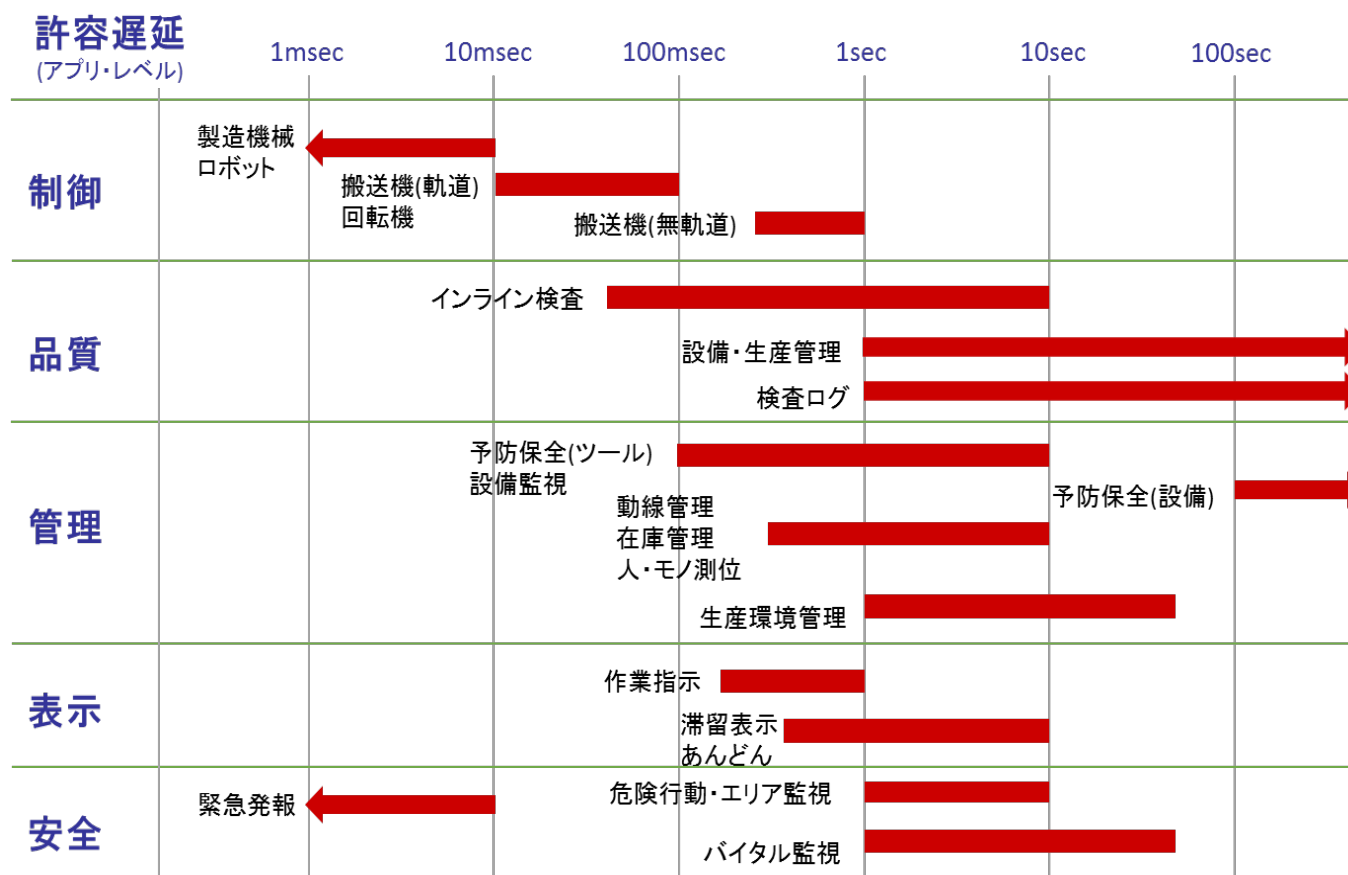 許容遅延
(アプリ・レベル)
1msec
10msec
100msec
1sec
10sec
100sec
制御
製造機械
ロボット
搬送機(軌道)
回転機
搬送機(無軌道)
品質
インライン検査
設備・生産管理
検査ログ
管理
予防保全(ツール)
設備監視
予防保全(設備)
動線管理
在庫管理
人・モノ測位
生産環境管理
表示
作業指示
滞留表示
あんどん
安全
緊急発報
危険行動・エリア監視
バイタル監視